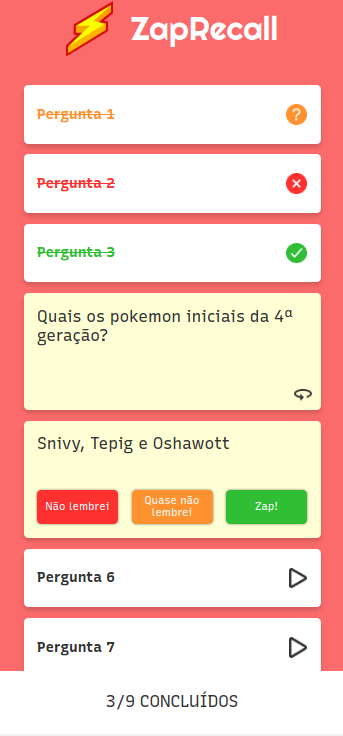 ZapRecall
Pergunta 1
Pergunta 2
Pergunta 3
Quais os pokemon iniciais da 4ª
geração?
Snivy, Tepig e Oshawott
Não lembrei
Quase não
lembrei
Zap!
Pergunta 6
Pergunta 7
3/9 CONCLUÍDOS